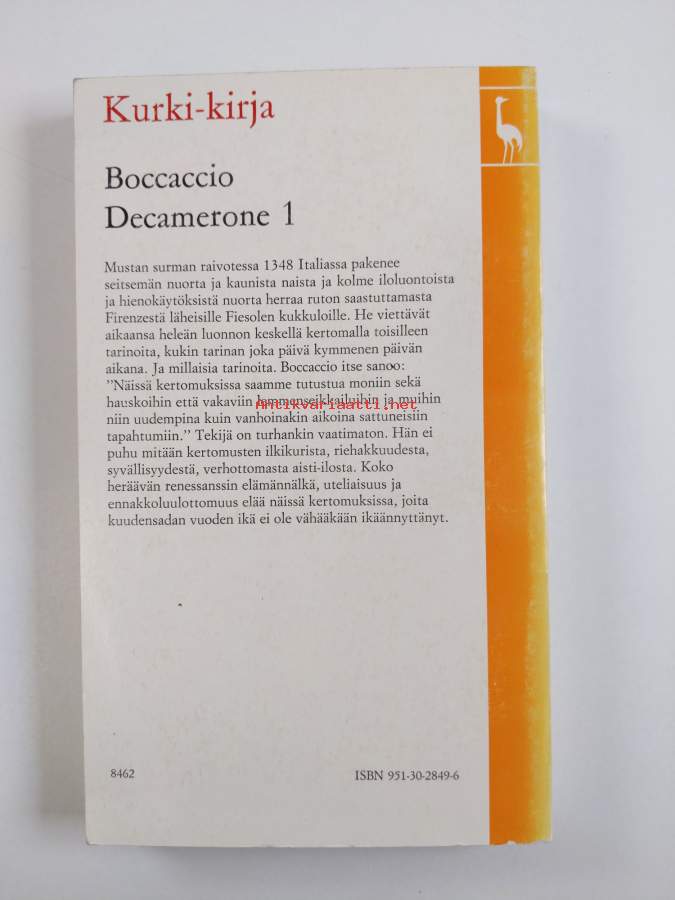 Kurki-kirja
Boccaccio
Decamerone 1
Mustan surman raivotessa 1348 Italiassa pakenee
seitsemän nuorta ja kaunista naista ja kolme iloluontoista
ja hienokäytöksistä nuorta herraa ruton saastuttamasta
Firenzestä läheisille Fiesolen kukkuloille. He viettävät
aikaansa heleän luonnon keskellä kertomalla toisilleen
tarinoita, kukin tarinan joka päivä kymmenen päivän
aikana. Ja millaisia tarinoita. Boccaccio itse sanoo:
”Näissä kertomuksissa saamme tutustua moniin sekä
hauskoihin että vakaviin lemmenseikkailuihin ja muihin
Antikvariaatti.net
niin uudempina kuin vanhoinakin aikoina sattuneisiin
tapahtumiin.” Tekijä on turhankin vaatimaton. Hän ei
puhu mitään kertomusten ilkikurista, riehakkuudesta,
syvällisyydestä, verhottomasta aisti-ilosta. Koko
heräävän renessanssin elämännälkä, uteliaisuus ja
ennakkoluulottomuus elää näissä kertomuksissa, joita
kuudensadan vuoden ikä ei ole vähääkään ikäännyttänyt.
8462
ISBN 951-30-2849-6